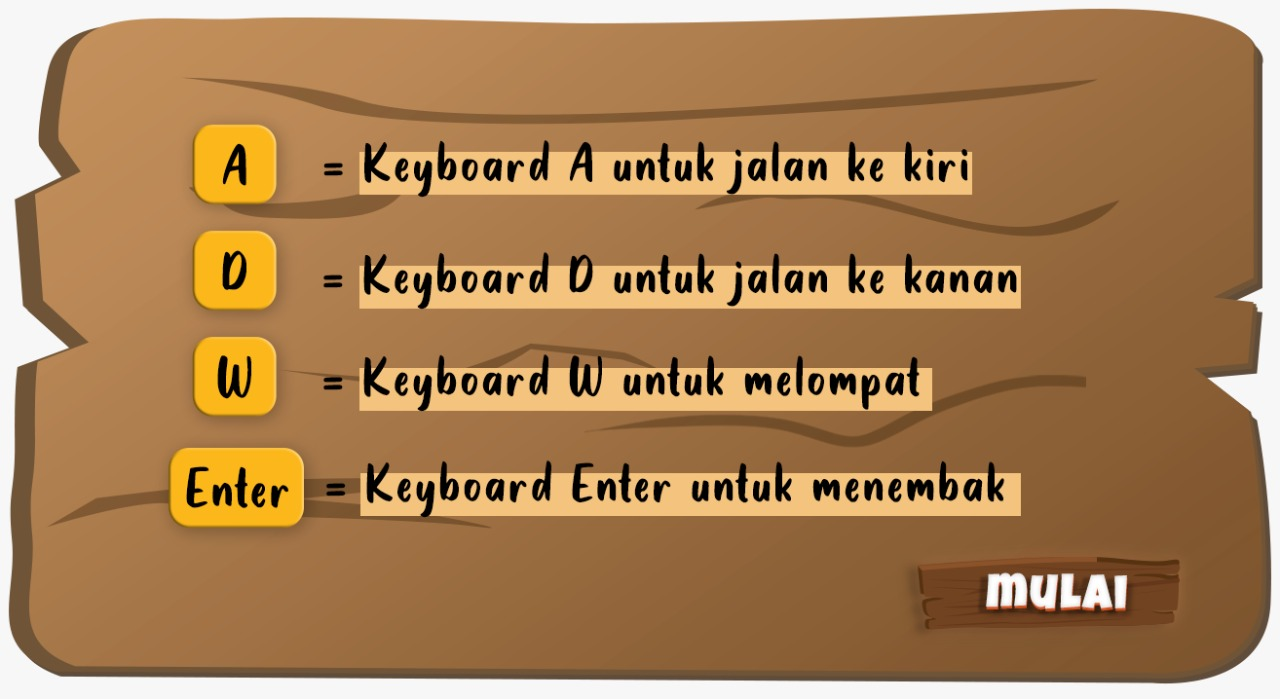 A = Keyboard A untuk jalan ke kiri
D = Keyboard D untuk jalan ke kanan
W = Keyboard W untuk melompat
Enter = Keyboard Enter untuk menembak
MULAI